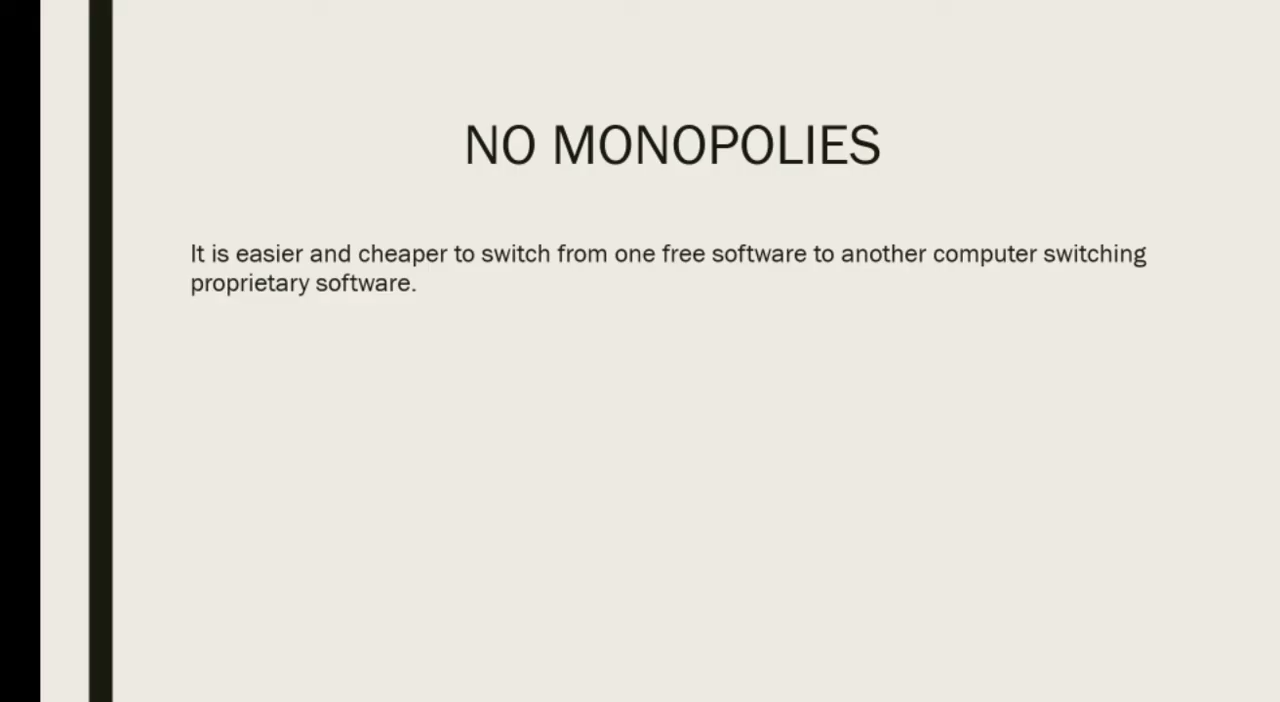 NO MONOPOLIES
It is easier and cheaper to switch from one free software to another computer switching
proprietary software.